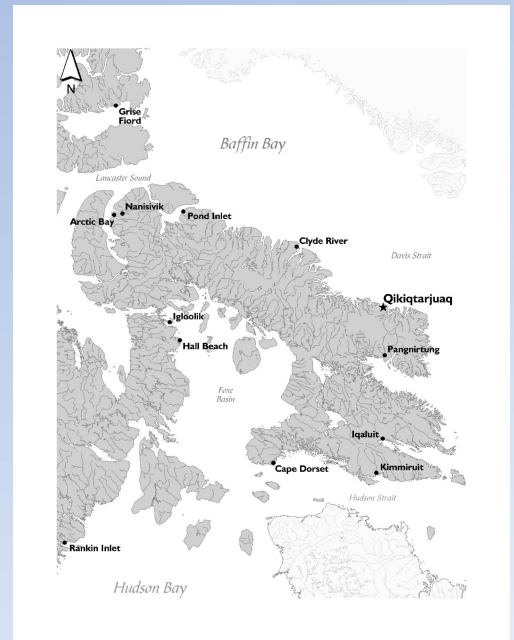 N
Grise
Fiord
Baffin Bay
Lancaster Sound
Nanisivik
Arctic Bay
Pond Inlet
Clyde River
Davis Strait
Qikiqtarjuaq
Igloolik
Hall Beach
Pangnirtung
Foxe
Basin
Iqaluit
Cape Dorset
Kimmiruit
Hudson Strait
Rankin Inlet
Hudson Bay